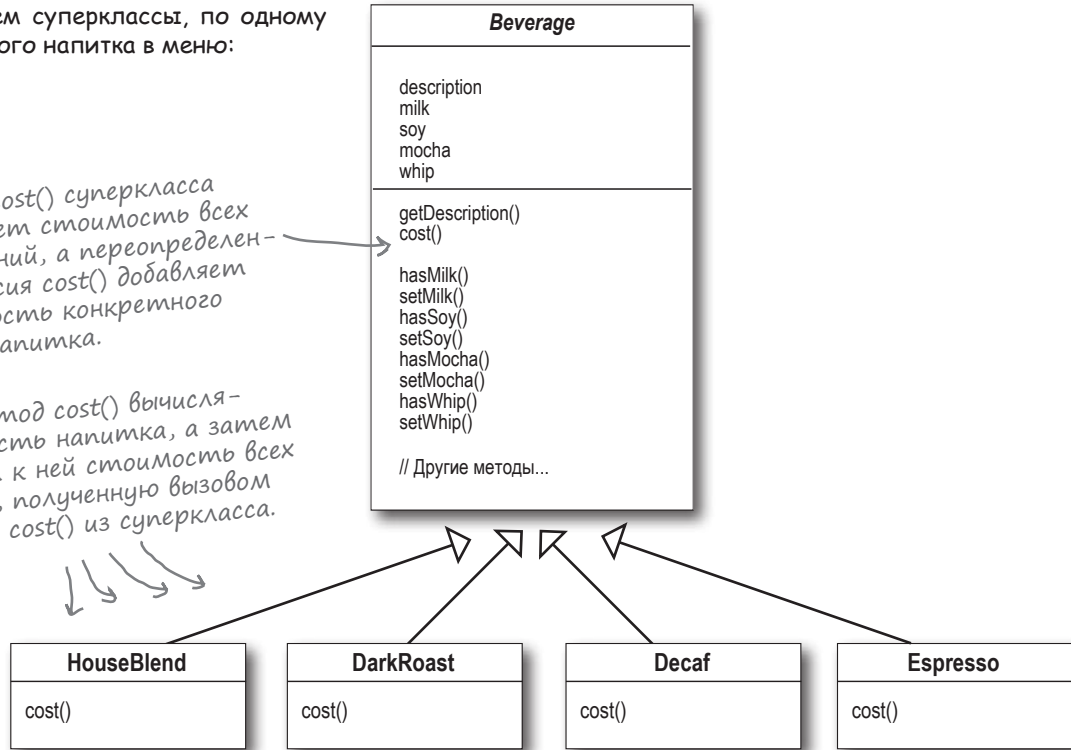 ем суперклассы, по одному
ого напитка в меню:
ost() суперкласса
ет стоимость всех
ний, а переопределен-
сия cost() добавляет
ость конкретного
апитка.
тод cost() вычисля-
сть напитка, а затем
к ней стоимость всех
, полученную вызовом
cost() из суперкласса.
Beverage
description
milk
soy
mocha
whip
getDescription()
cost()
hasMilk()
setMilk()
hasSoy()
setSoy()
hasMocha()
setMocha()
hasWhip()
setWhip()
// Другие методы...
HouseBlend
cost()
DarkRoast
cost()
Decaf
cost()
Espresso
cost()